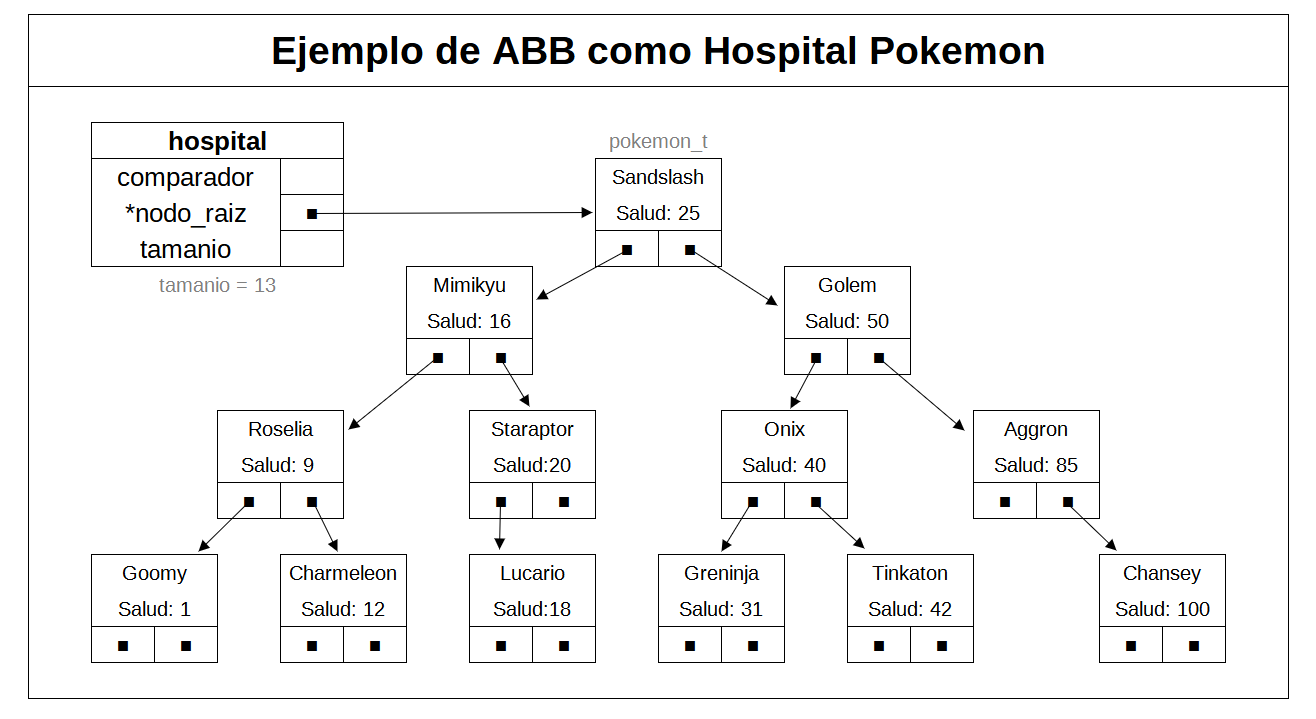 Ejemplo de ABB como Hospital Pokemon
hospital
comparador
*nodo_raiz
tamanio
tamanio = 13
pokemon_t
Sandslash
Salud: 25
Mimikyu
Salud: 16
Golem
Salud: 50
Roselia
Salud: 9
Staraptor
Salud:20
Onix
Salud: 40
Aggron
Salud: 85
Goomy
Salud: 1
Charmeleon
Salud: 12
Lucario
Salud:18
Greninja
Salud: 31
Tinkaton
Salud: 42
Chansey
Salud: 100